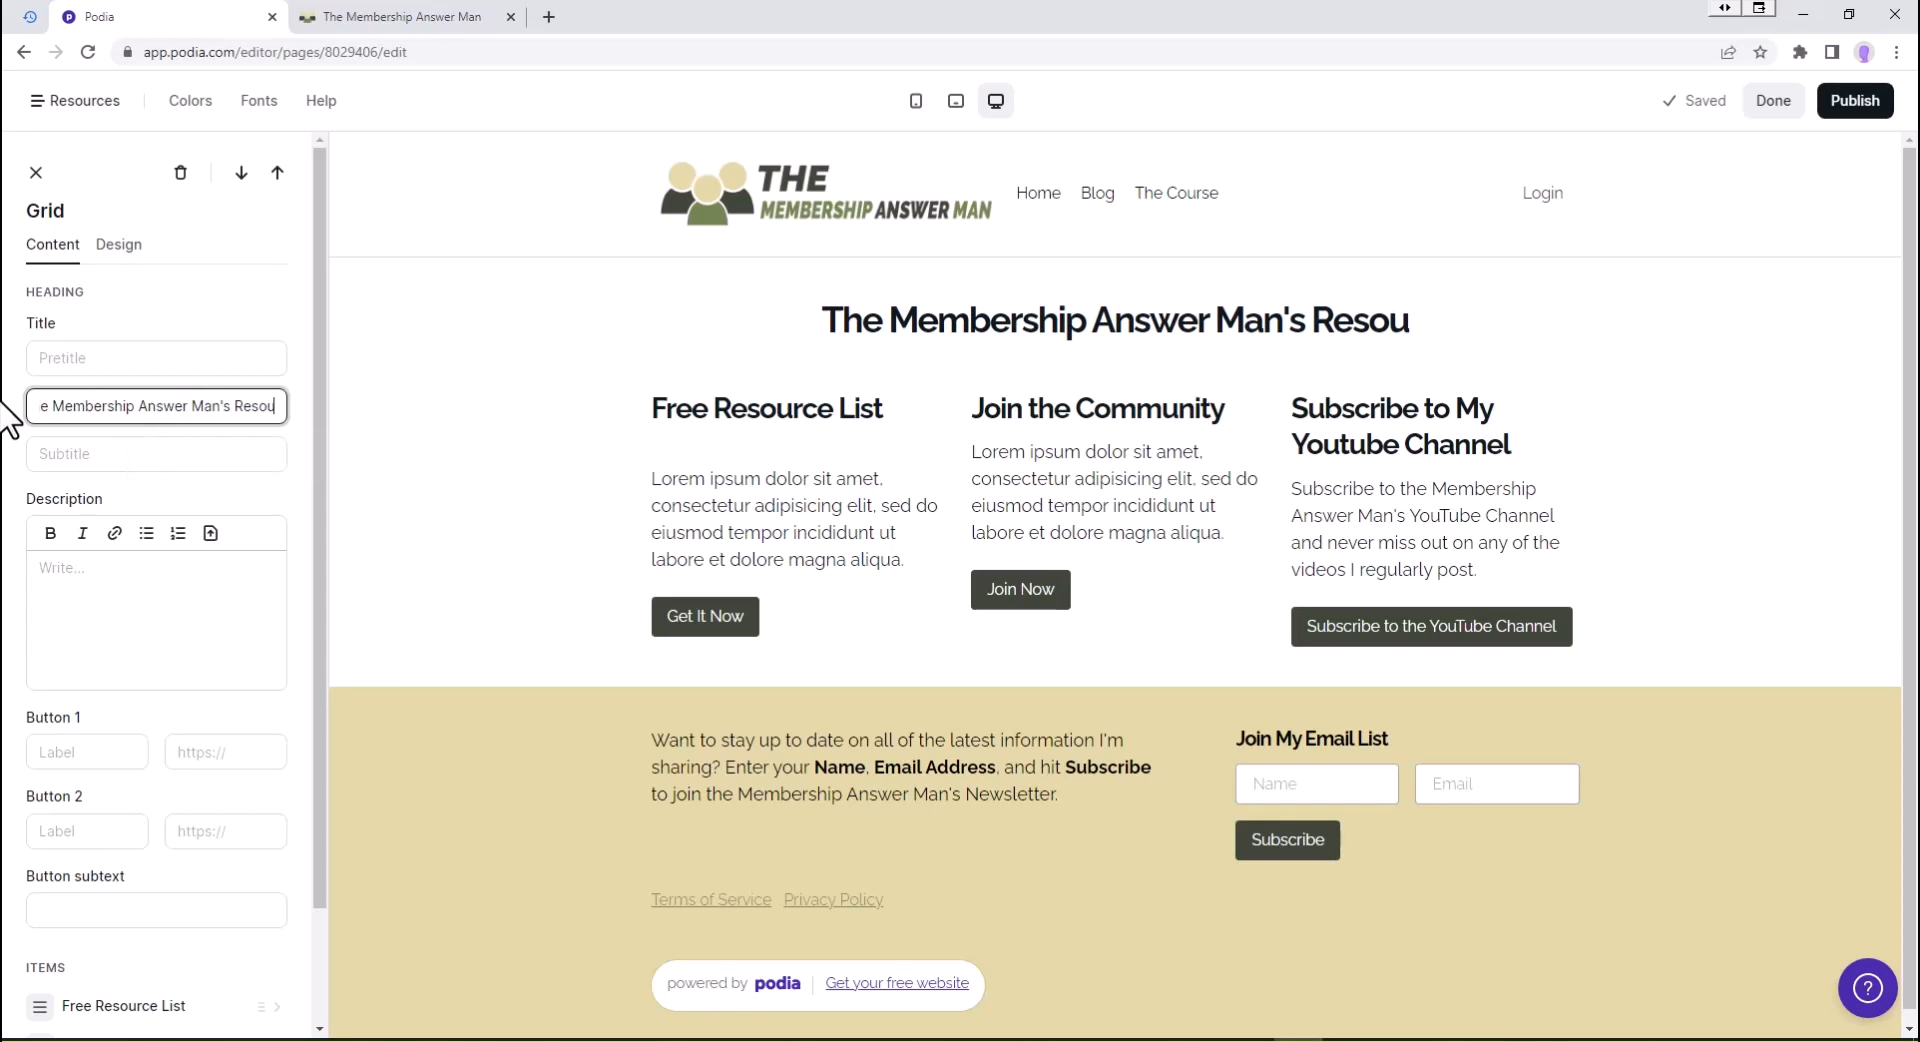 Podia
The Membership Answer Man
app.podia.com/editor/pages/8029406/edit
Resources
Colors
Fonts
Help
Saved
Done
Publish
Grid
Content
Design
HEADING
Title
Pretitle
e Membership Answer Man's Resou
Subtitle
Description
B I
Write...
Button 1
Label
https://
Button 2
Label
https://
Button subtext
ITEMS
Free Resource List
THE
MEMBERSHIP ANSWER MAN
Home
Blog
The Course
Login
The Membership Answer Man's Resou
Free Resource List
Lorem ipsum dolor sit amet,
consectetur adipisicing elit, sed do
eiusmod tempor incididunt ut
labore et dolore magna aliqua.
Get It Now
Join the Community
Lorem ipsum dolor sit amet,
consectetur adipisicing elit, sed do
eiusmod tempor incididunt ut
labore et dolore magna aliqua.
Join Now
Subscribe to My
Youtube Channel
Subscribe to the Membership
Answer Man's YouTube Channel
and never miss out on any of the
videos I regularly post.
Subscribe to the YouTube Channel
Want to stay up to date on all of the latest information I'm
sharing? Enter your Name, Email Address, and hit Subscribe
to join the Membership Answer Man's Newsletter.
Join My Email List
Name
Email
Subscribe
Terms of Service
Privacy Policy
powered by podia
Get your free website
?